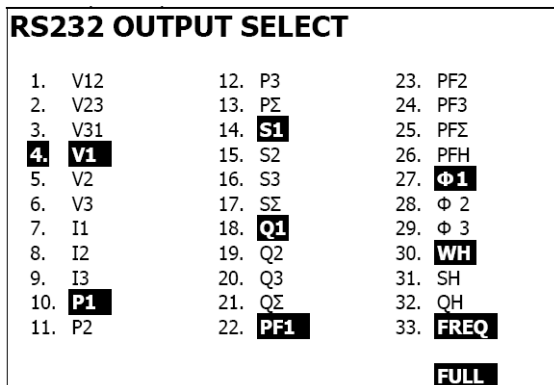 RS232 OUTPUT SELECT
1. V12
2. V23
3. V31
4. V1
5. V2
6. V3
7. I1
8. I2
9. I3
10. P1
11. P2
12. P3
13. PΣ
14. S1
15. S2
16. S3
17. SΣ
18. Q1
19. Q2
20. Q3
21. QΣ
22. PF1
23. PF2
24. PF3
25. PFΣ
26. PFH
27. Φ1
28. Φ 2
29. Φ 3
30. WH
31. SH
32. QH
33. FREQ
FULL